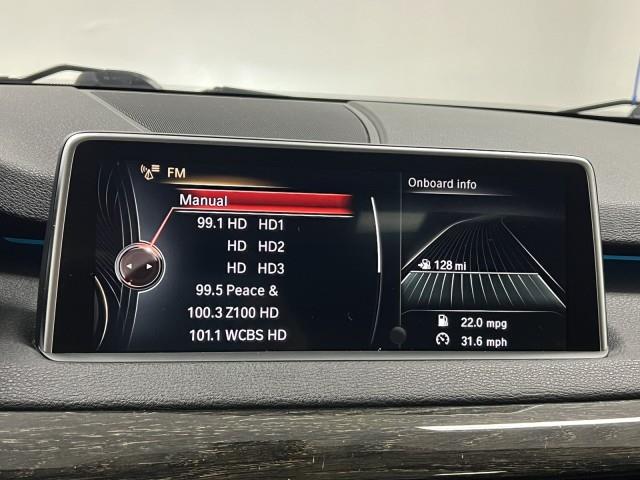 FM
Manual
99.1 HD HD1
HD HD2
HD HD3
99.5 Peace &
100.3 Z100 HD
101.1 WCBS HD
Onboard info
128 mi
22.0 mpg
31.6 mph